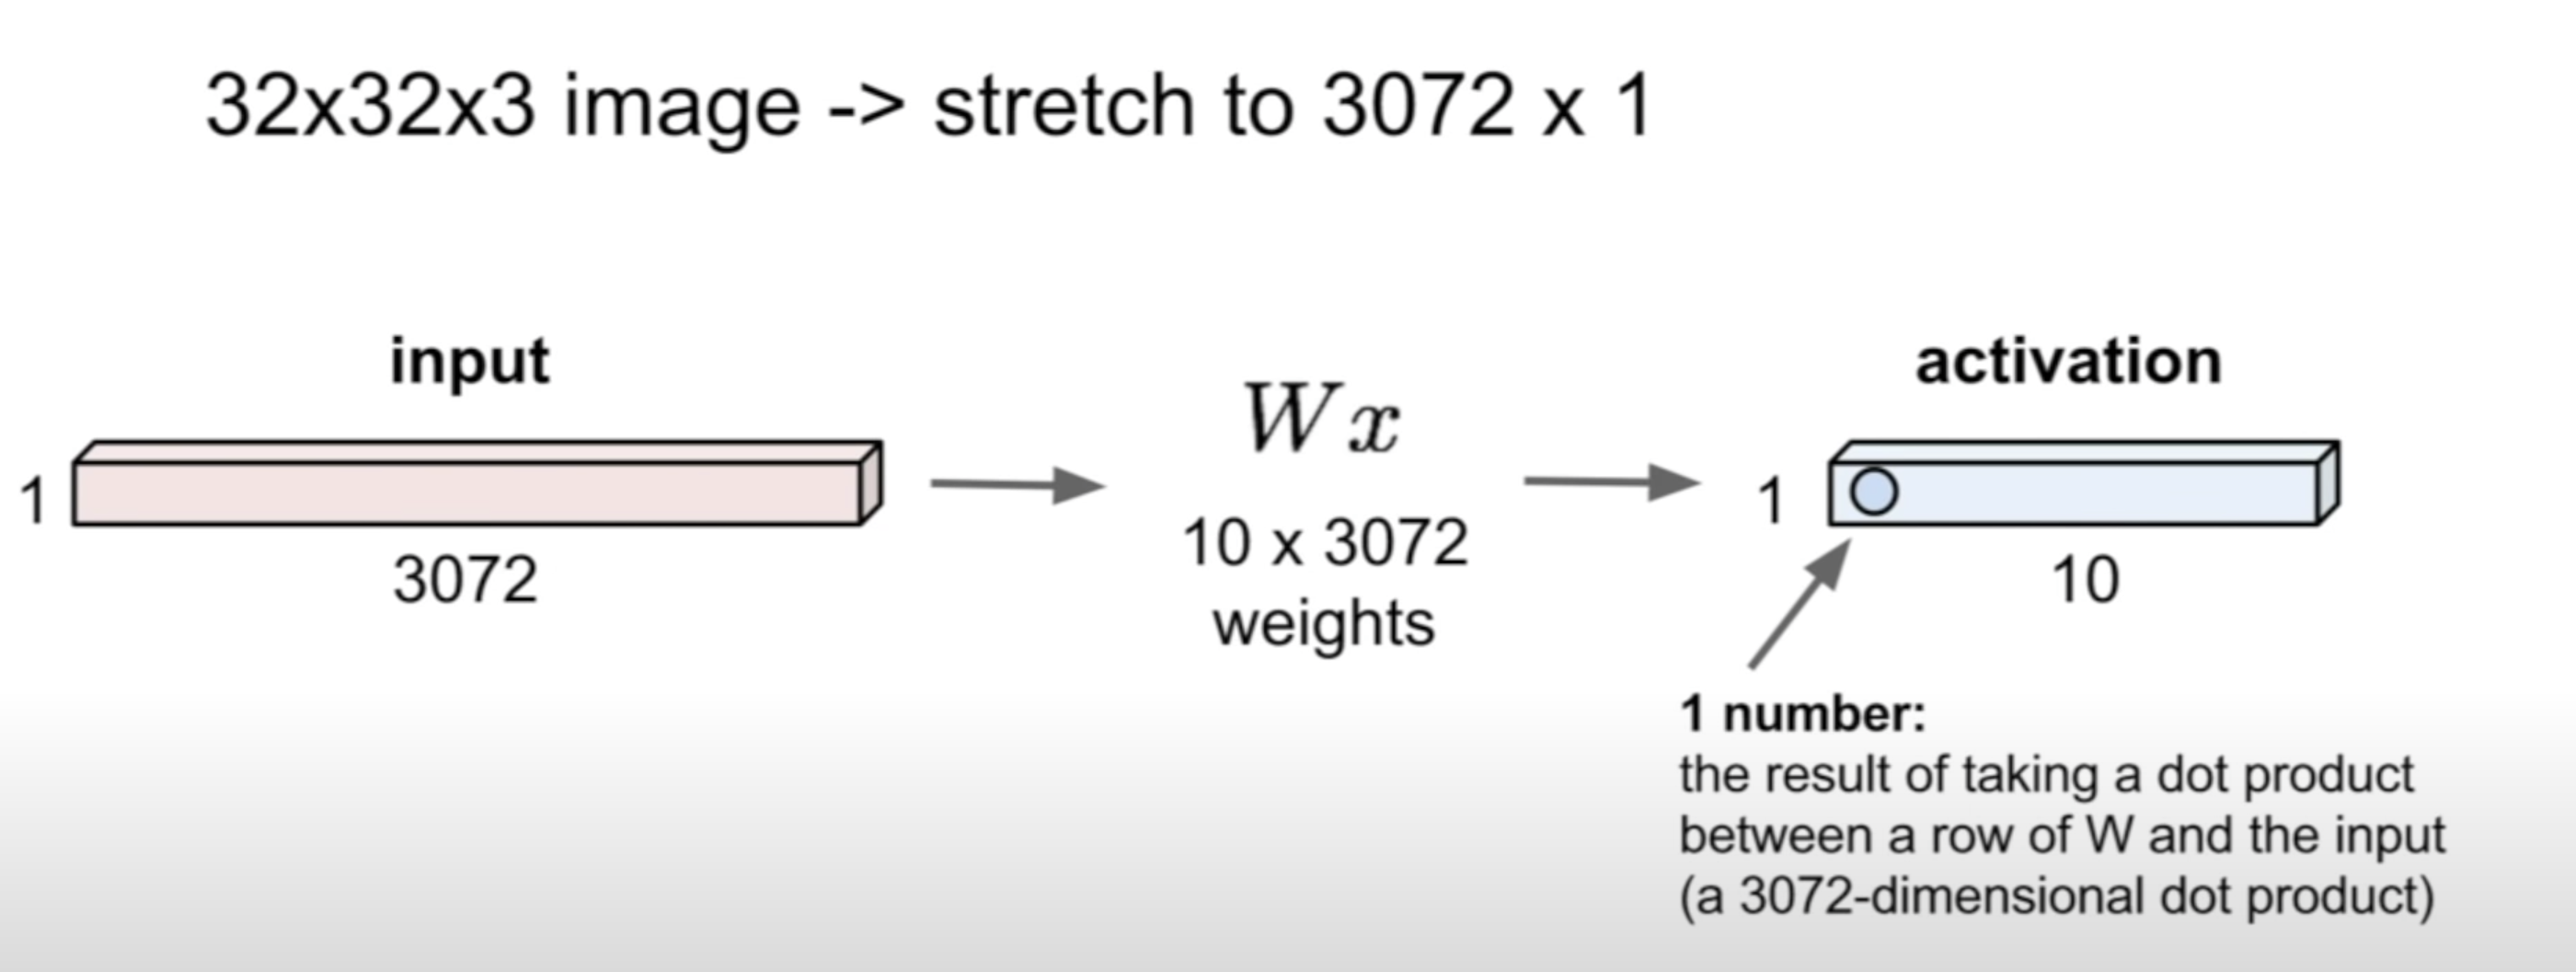 32x32x3 image -> stretch to 3072 x 1
input
1
3072
Wx
10 x 3072
weights
activation
1
10
1 number:
the result of taking a dot product
between a row of W and the input
(a 3072-dimensional dot product)